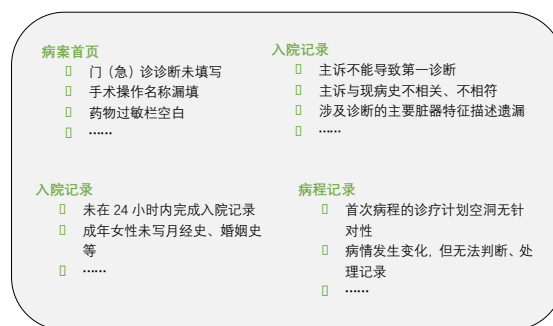 病案首页
门（急）诊诊断未填写
手术操作名称漏填
药物过敏栏空白
……
入院记录
主诉不能导致第一诊断
主诉与现病史不相关、不相符
涉及诊断的主要脏器特征描述遗漏
……
入院记录
未在 24 小时内完成入院记录
成年女性未写月经史、婚姻史
等
……
病程记录
首次病程的诊疗计划空洞无针
对性
病情发生变化，但无法判断、处
理记录
……